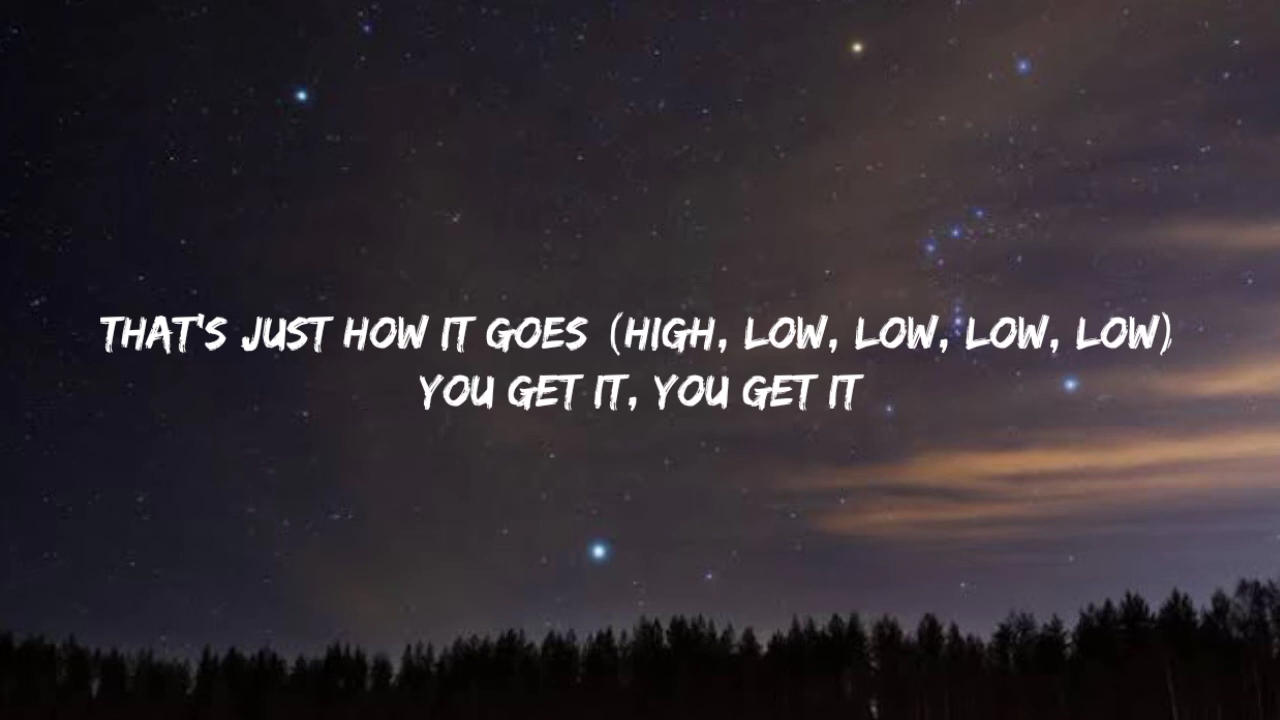 THAT'S JUST HOW IT GOES (HIGH, LOW, LOW, LOW, LOW)
YOU GET IT, YOU GET IT